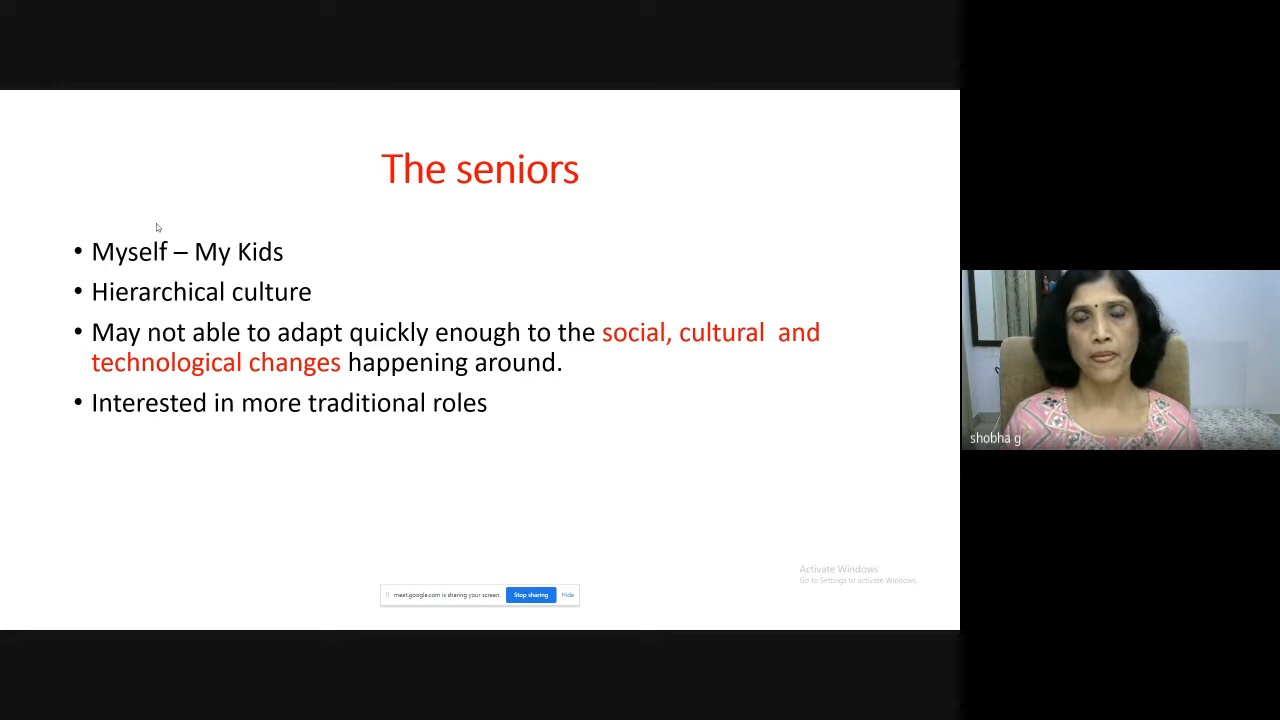 The seniors
• Myself – My Kids
• Hierarchical culture
• May not able to adapt quickly enough to the social, cultural and
technological changes happening around.
• Interested in more traditional roles
shobha g
Activate Windows
Go to Settings to activate Windows.
meet.google.com is sharing your screen. Stop sharing Hide